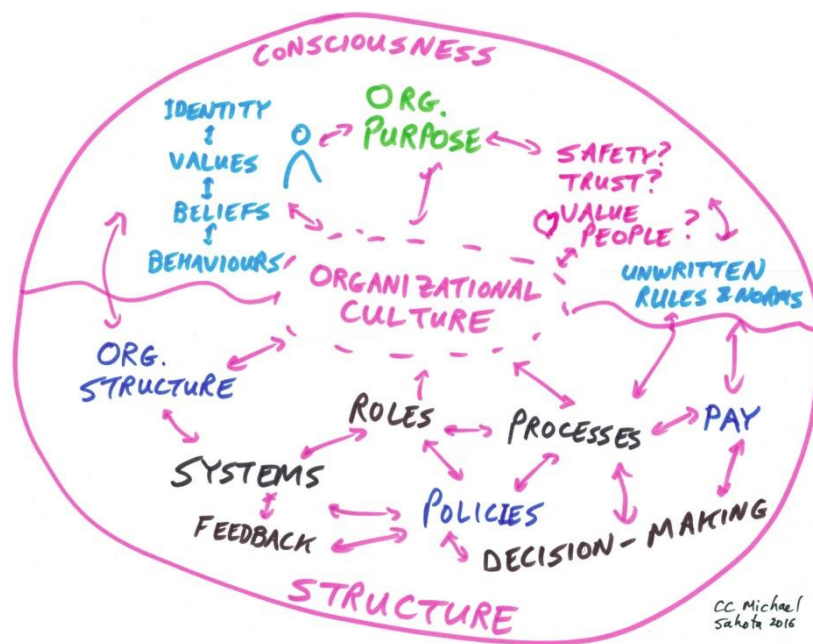 CONSCIOUSNESS
IDENTITY
VALUES
BELIEFS
BEHAVIOURS
ORG.
PURPOSE
SAFETY?
TRUST?
VALUE
PEOPLE?
UNWRITTEN
RULES & NORMS
ORGANIZATIONAL
CULTURE
ORG.
STRUCTURE
ROLES
PROCESSES
PAY
SYSTEMS
POLICIES
FEEDBACK
DECISION-MAKING
STRUCTURE
CC Michael
Sahota 2016